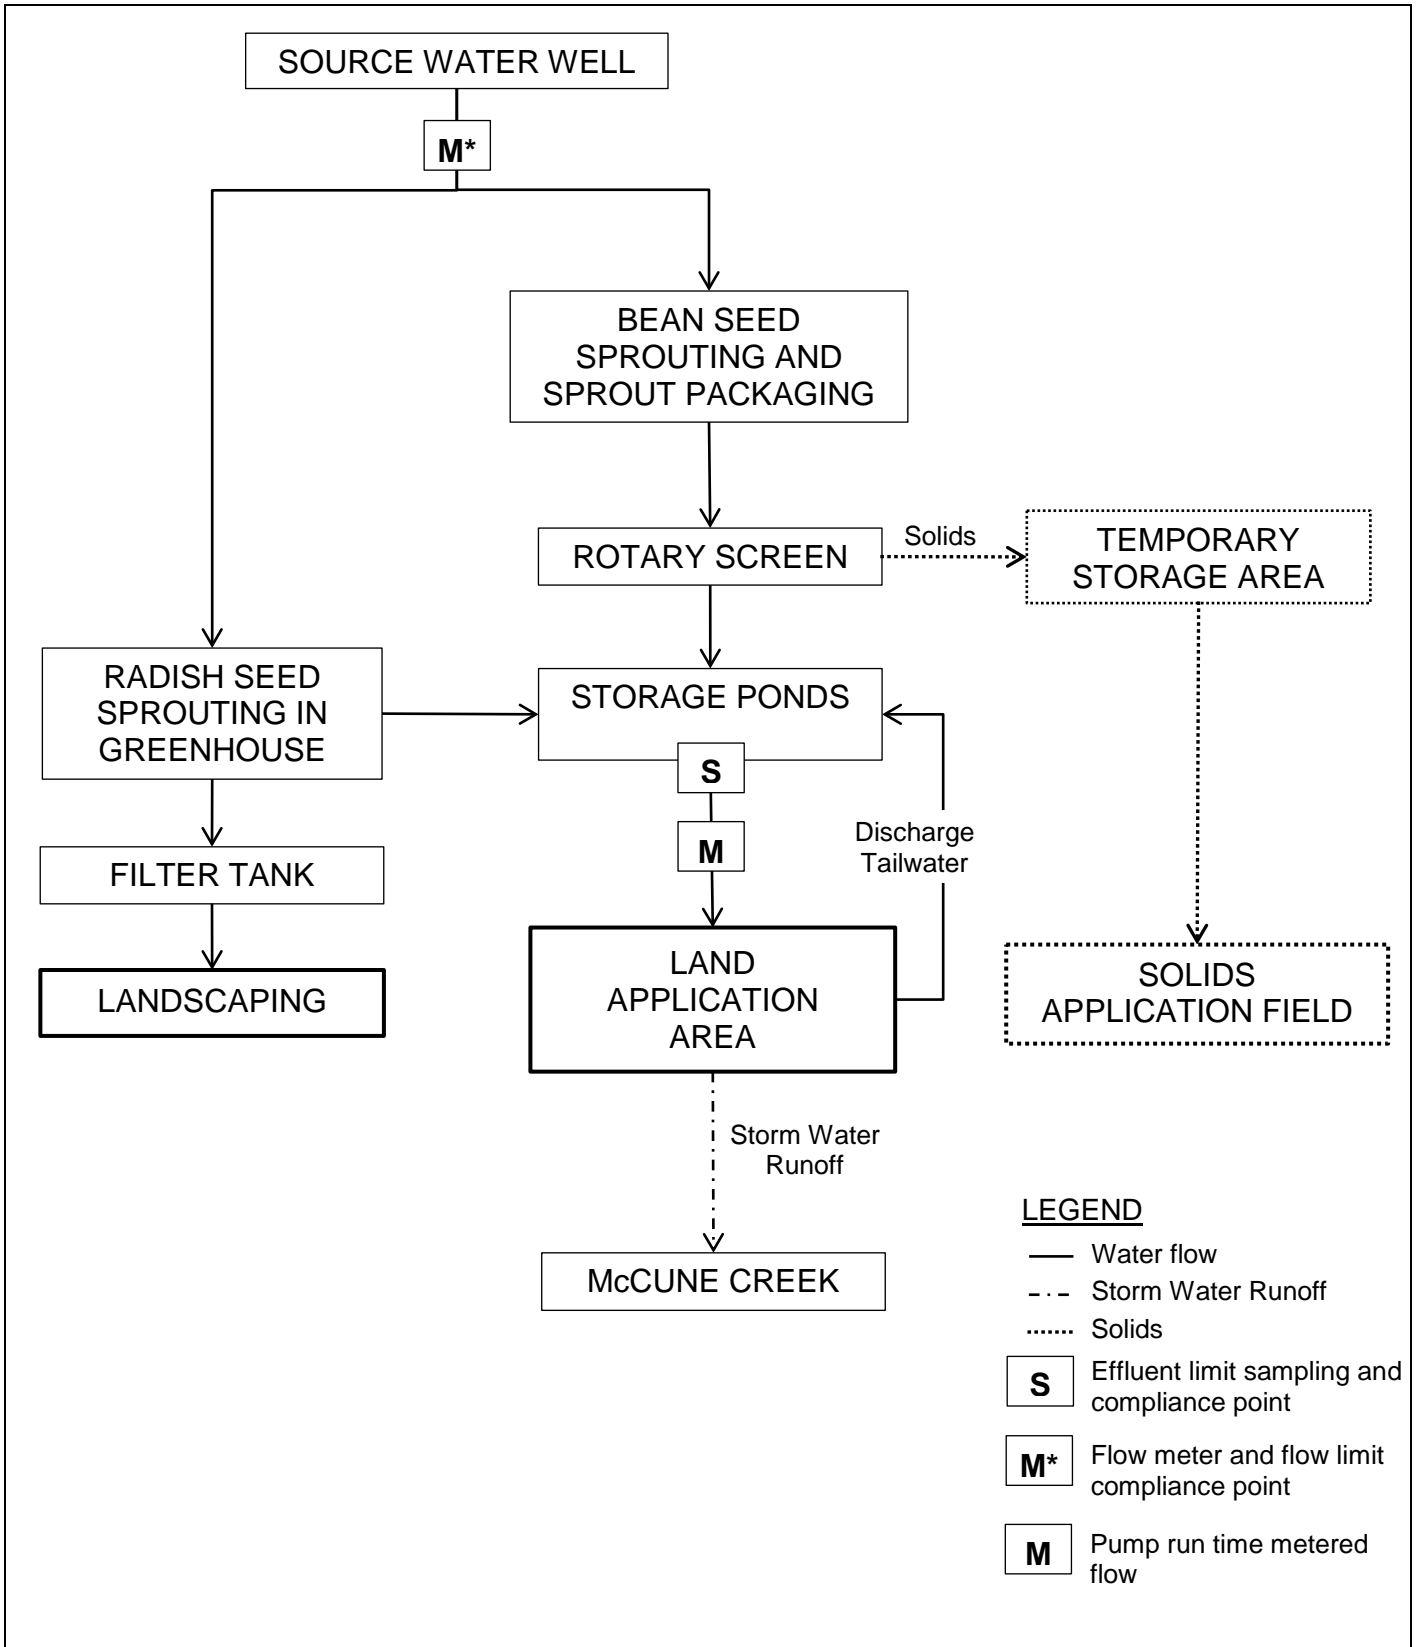 SOURCE WATER WELL
M*
BEAN SEED
SPROUTING AND
SPROUT PACKAGING
ROTARY SCREEN
Solids
TEMPORARY
STORAGE AREA
RADISH SEED
SPROUTING IN
GREENHOUSE
STORAGE PONDS
S
M
Discharge
Tailwater
FILTER TANK
LANDSCAPING
LAND
APPLICATION
AREA
SOLIDS
APPLICATION FIELD
Storm Water
Runoff
McCUNE CREEK
LEGEND
Water flow
Storm Water Runoff
Solids
S
Effluent limit sampling and
compliance point
M*
Flow meter and flow limit
compliance point
M
Pump run time metered
flow